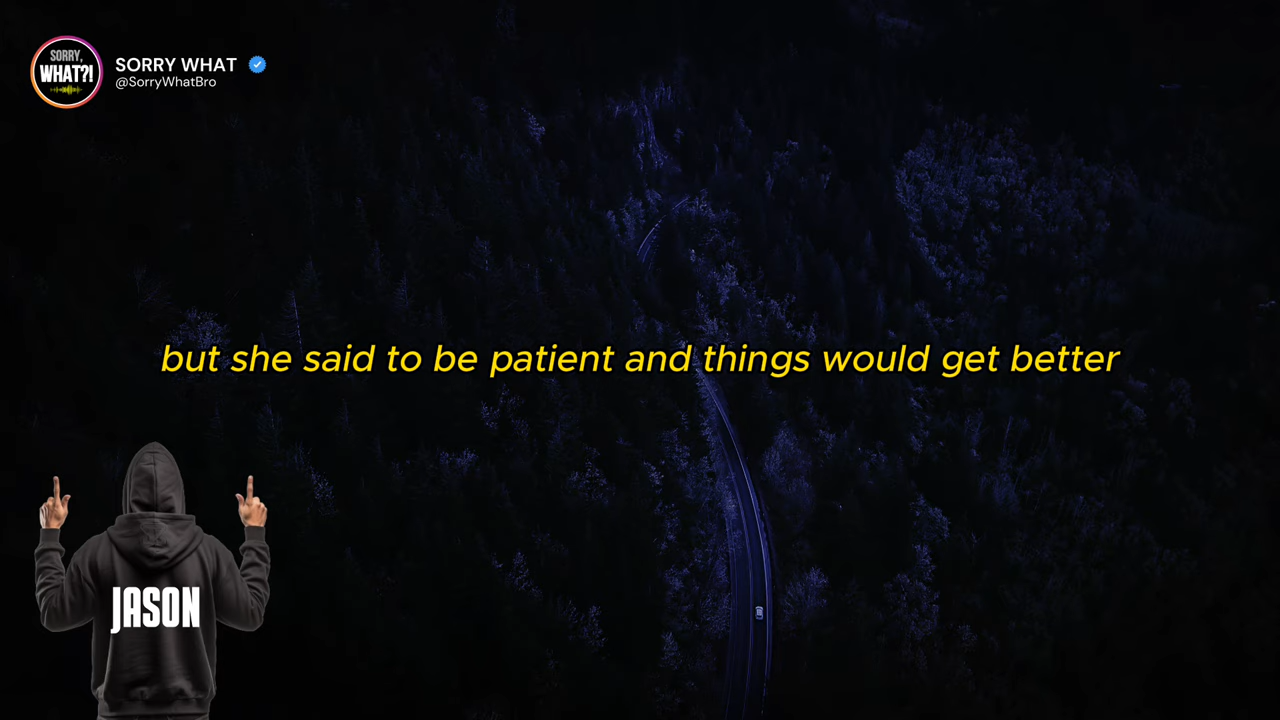 SORRY,
WHAT?!
SORRY WHAT
@SorryWhatBro
but she said to be patient and things would get better
JASON